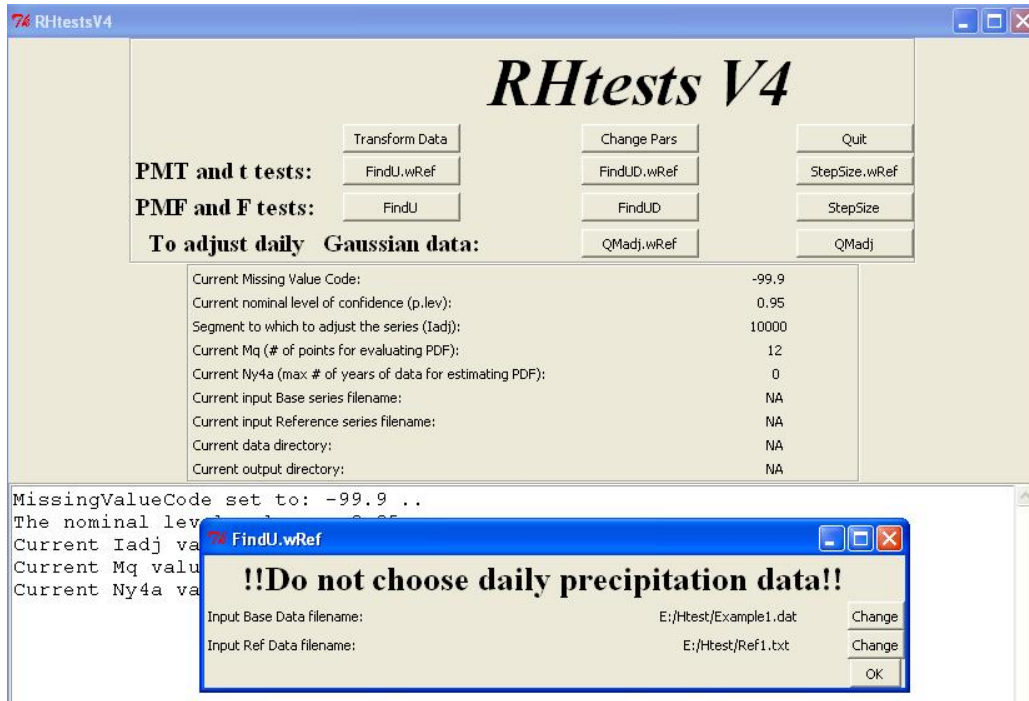 RHtestsV4
RHtests V4
Transform Data Change Pars Quit
PMT and t tests: FindU.wRef FindUD.wRef StepSize.wRef
PMF and F tests: FindU FindUD StepSize
To adjust daily Gaussian data: QMadj.wRef QMadj
Current Missing Value Code: -99.9
Current nominal level of confidence (p.lev): 0.95
Segment to which to adjust the series (Iadj): 10000
Current Mq (# of points for evaluating PDF): 12
Current Ny4a (max # of years of data for estimating PDF): 0
Current input Base series filename: NA
Current input Reference series filename: NA
Current data directory: NA
Current output directory: NA
MissingValueCode set to: -99.9 ..
The nominal lev
Current Iadj va
Current Mq valu
Current Ny4a va
FindU.wRef
!!Do not choose daily precipitation data!!
Input Base Data filename: E:/Htest/Example1.dat Change
Input Ref Data filename: E:/Htest/Ref1.txt Change
OK